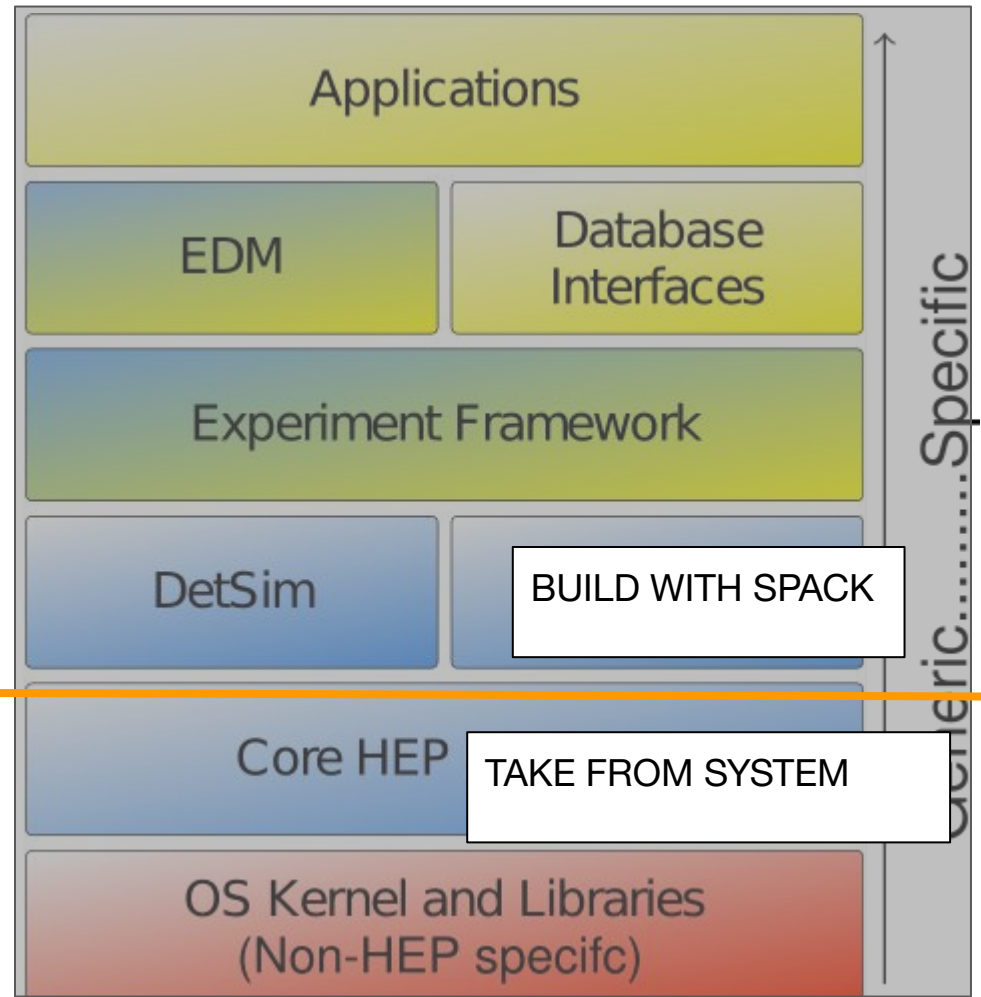 Applications
EDM
Database
Interfaces
Experiment Framework
DetSim
BUILD WITH SPACK
Core HEP
TAKE FROM SYSTEM
OS Kernel and Libraries
(Non-HEP specifc)
Generic.........Specific